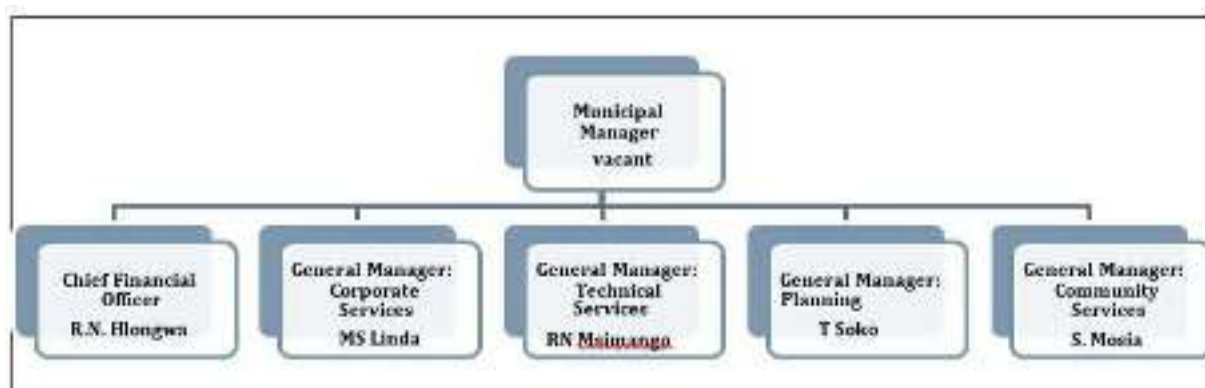 Municipal
Manager
vacant
Chief Financial
Officer
R.N. Hlongwa
General Manager:
Corporate
Services
MS Linda
General Manager:
Technical
Services
RN Msimango
General Manager:
Planning
T Soko
General Manager:
Community
Services
S. Mosia